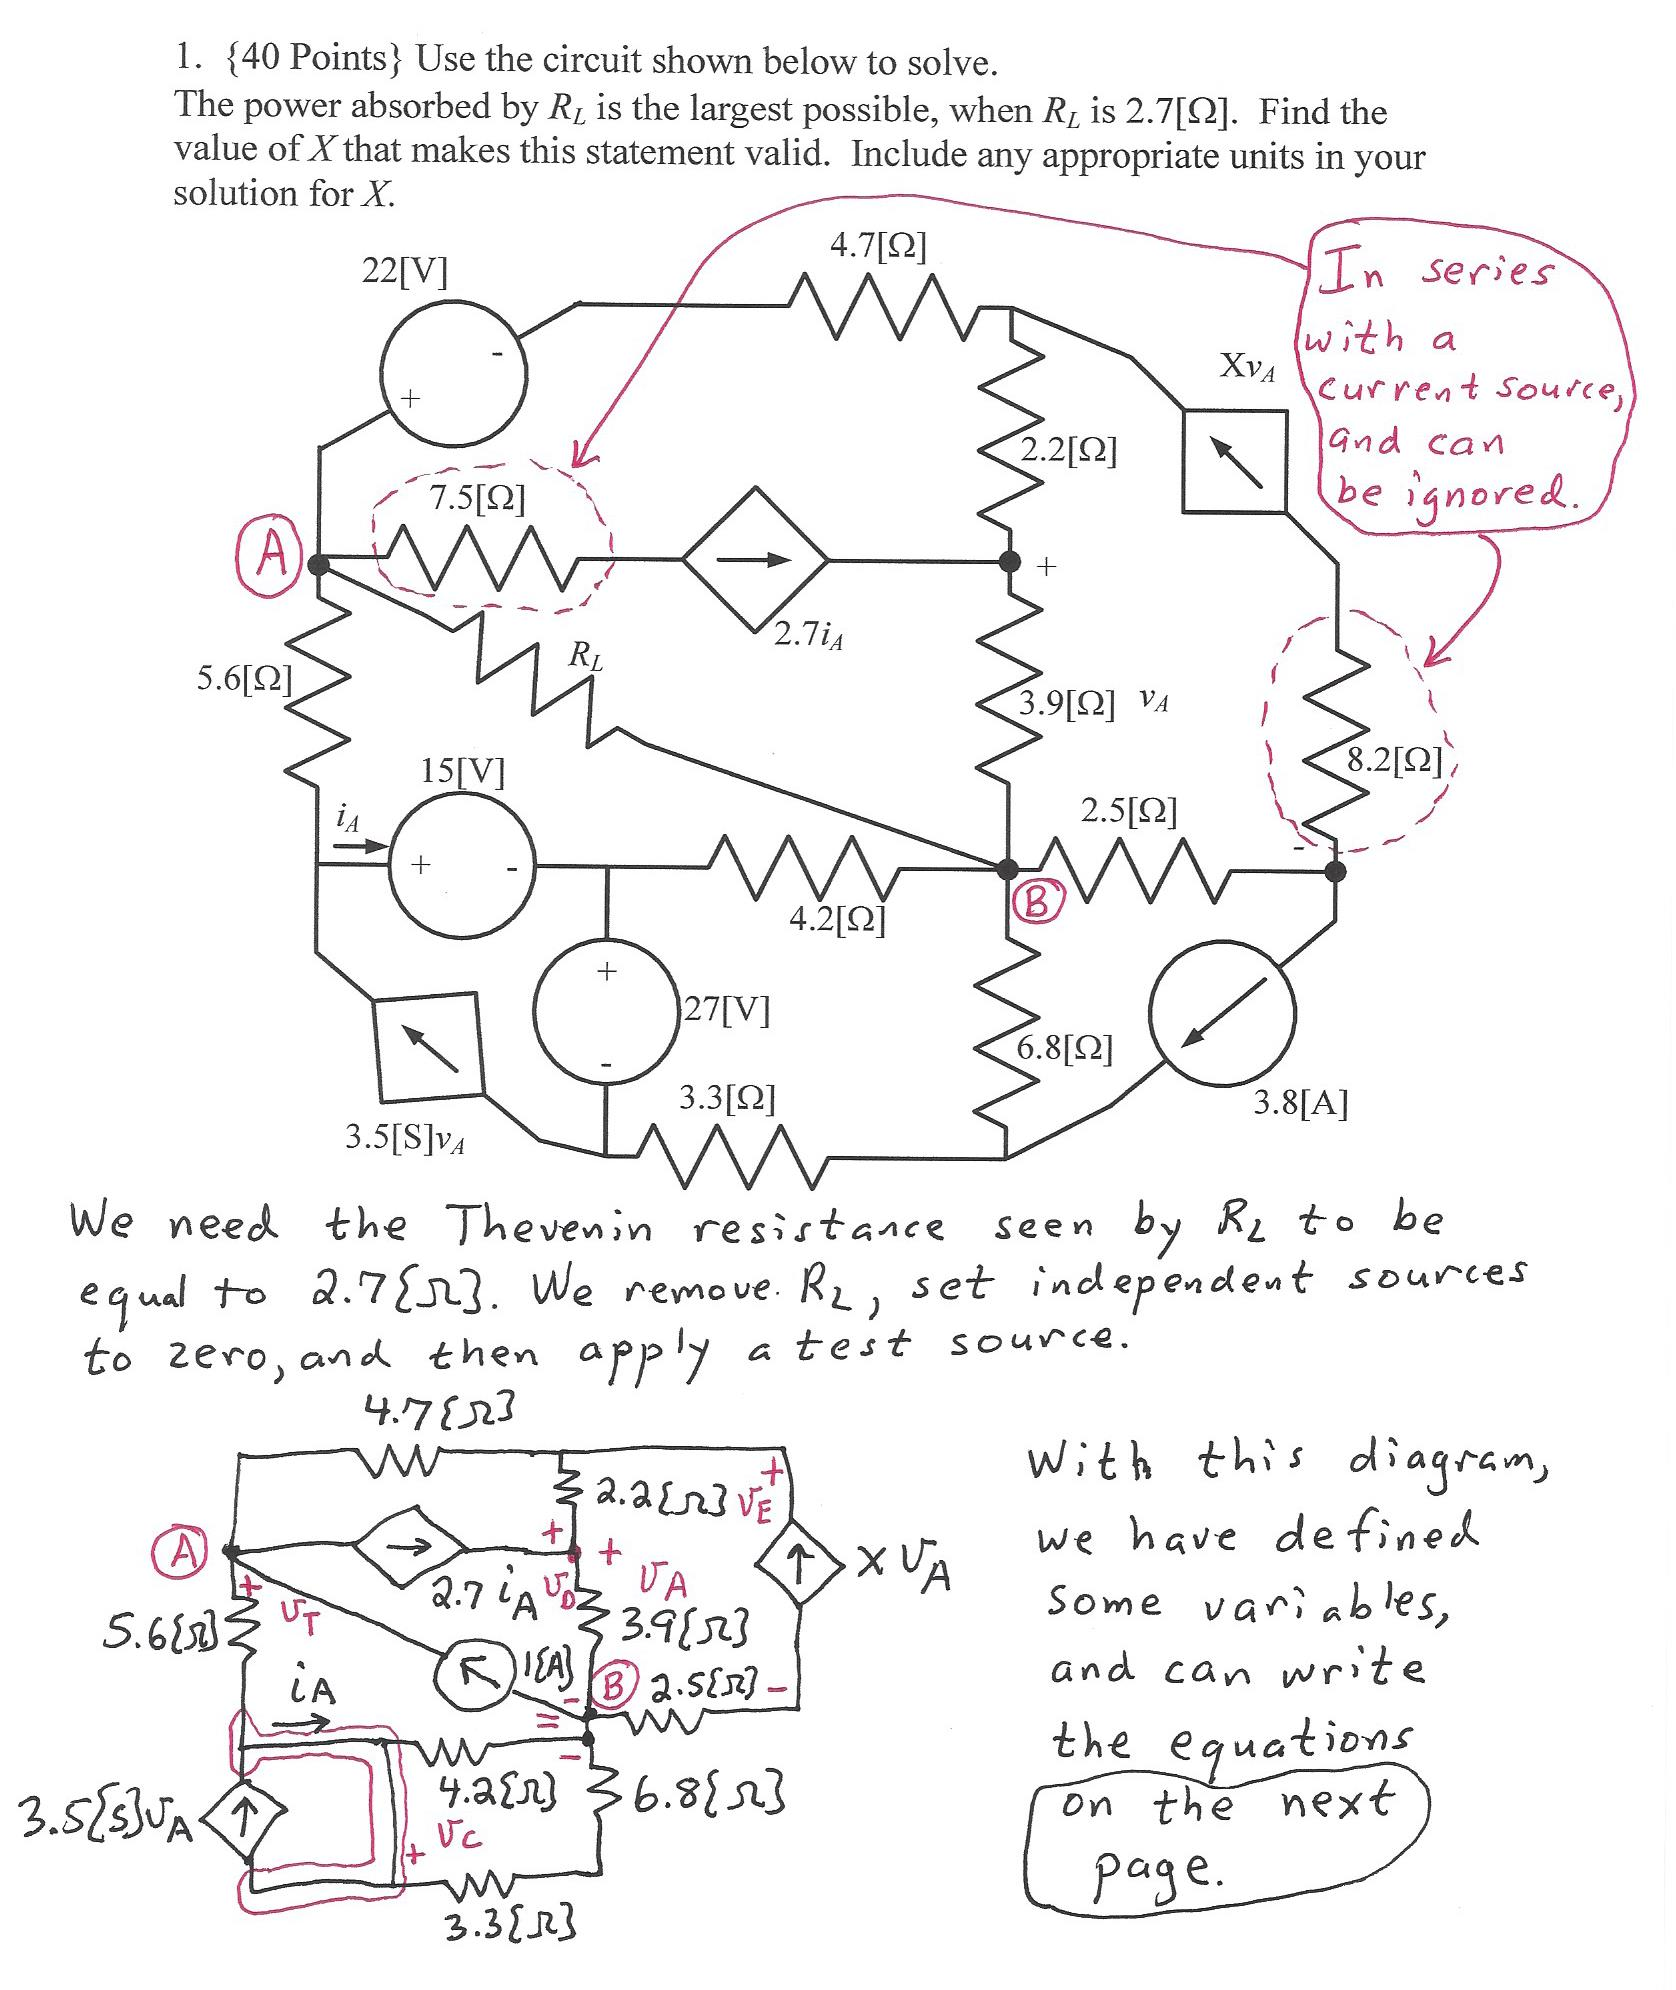 1. {40 Points} Use the circuit shown below to solve.
The power absorbed by R_L is the largest possible, when R_L is 2.7[Ω]. Find the
value of X that makes this statement valid. Include any appropriate units in your
solution for X.
4.7[Ω]
22[V]
In series
with a
current source,
and can
be ignored.
-
+
Xv_A
2.2[Ω]
7.5[Ω]
A
+
2.7i_A
R_L
5.6[Ω]
3.9[Ω] v_A
8.2[Ω]
15[V]
i_A
2.5[Ω]
-
+ -
B
4.2[Ω]
+
27[V]
-
6.8[Ω]
3.3[Ω]
3.8[A]
3.5[S]v_A
We need the Thevenin resistance seen by R_L to be
equal to 2.7{Ω}. We remove R_L, set independent sources
to zero, and then apply a test source.
4.7{Ω}
2.2{Ω}
+
v_E
A
+ +
2.7 i_A
v_D
v_A
X v_A
+
v_T
5.6{Ω}
3.9{Ω}
1{A}
i_A
-
B
2.5{Ω} -
-
4.2{Ω}
6.8{Ω}
3.5{S}v_A
v_C
+
3.3{Ω}
With this diagram,
we have defined
some variables,
and can write
the equations
on the next
page.